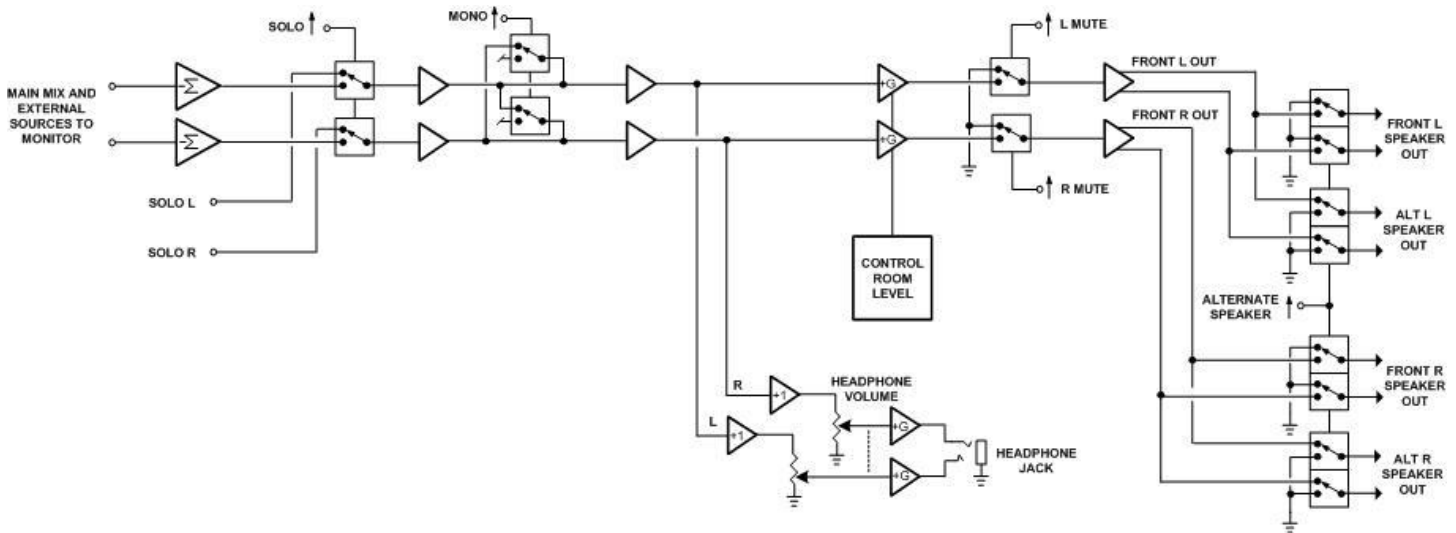 SOLO
MONO
L MUTE
FRONT L OUT
MAIN MIX AND
EXTERNAL
SOURCES TO
MONITOR
-Σ
-Σ
+G
+G
FRONT R OUT
FRONT L
SPEAKER
OUT
R MUTE
SOLO L
SOLO R
ALT L
SPEAKER
OUT
CONTROL
ROOM
LEVEL
ALTERNATE
SPEAKER
R
+1
HEADPHONE
VOLUME
L
+1
+G
+G
HEADPHONE
JACK
FRONT R
SPEAKER
OUT
ALT R
SPEAKER
OUT